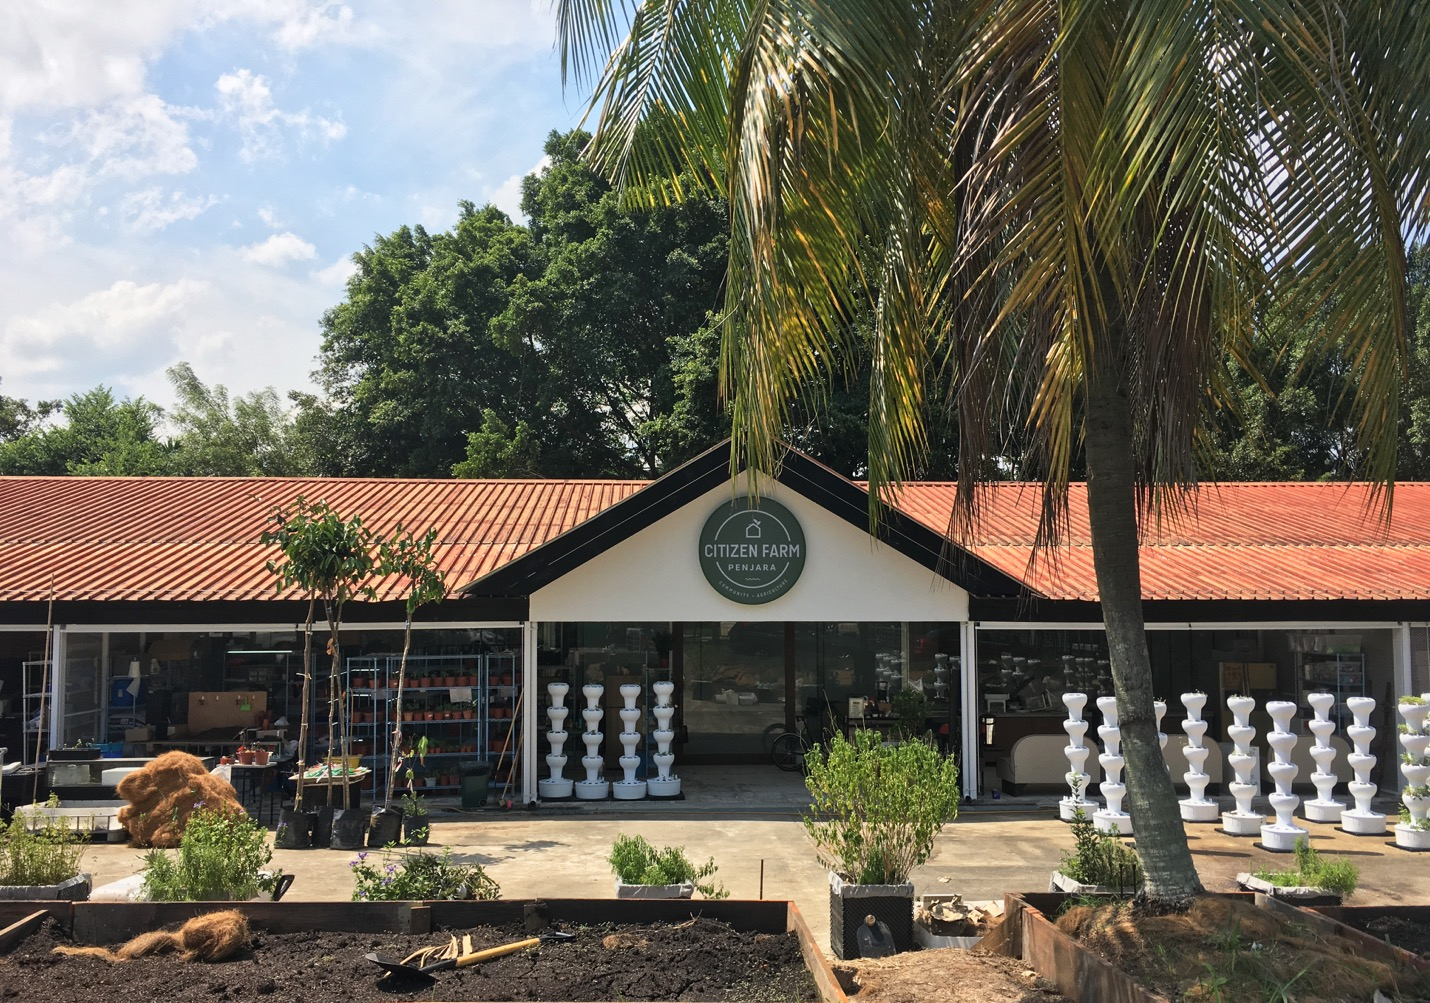 CITIZEN FARM
PENJARA
COMMUNITY - AGRICULTURE